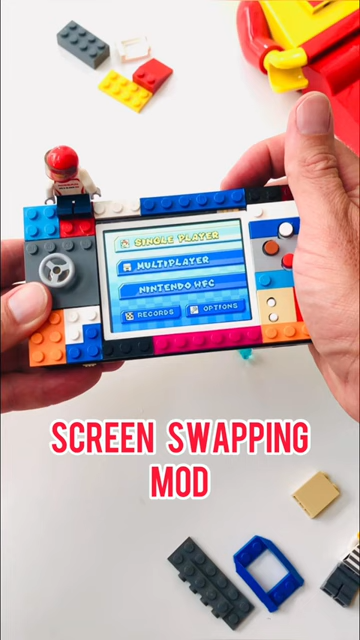 SINGLE PLAYER
MULTIPLAYER
NINTENDO WFC
RECORDS
OPTIONS
SCREEN SWAPPING
MOD